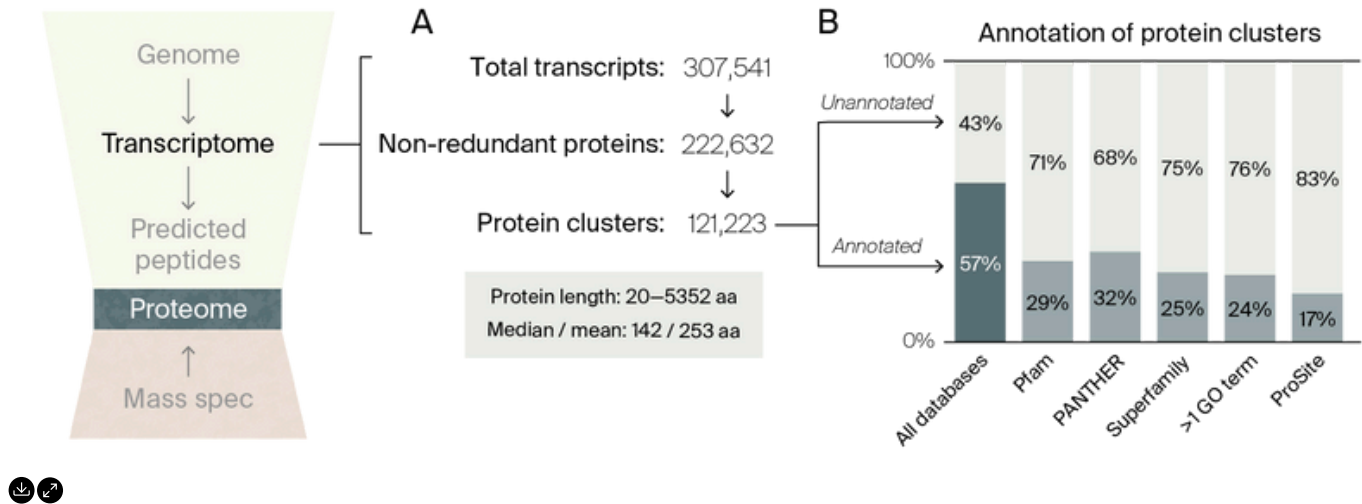 Genome
Transcriptome
Predicted
peptides
Proteome
Mass spec
A
Total transcripts: 307,541
Non-redundant proteins: 222,632
Protein clusters: 121,223
Protein length: 20–5352 aa
Median / mean: 142 / 253 aa
B
Annotation of protein clusters
100%
Unannotated
Annotated
0%
43%
71%
68%
75%
76%
83%
57%
29%
32%
25%
24%
17%
All databases
Pfam
PANTHER
Superfamily
>1 GO term
ProSite